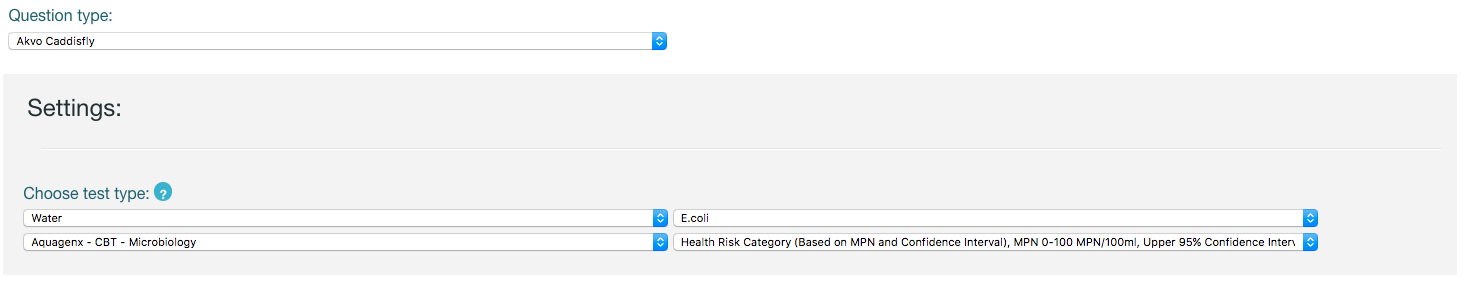 Question type:
Akvo Caddisfly
Settings:
Choose test type: ?
Water
E.coli
Aquagenx - CBT - Microbiology
Health Risk Category (Based on MPN and Confidence Interval), MPN 0-100 MPN/100ml, Upper 95% Confidence Interv